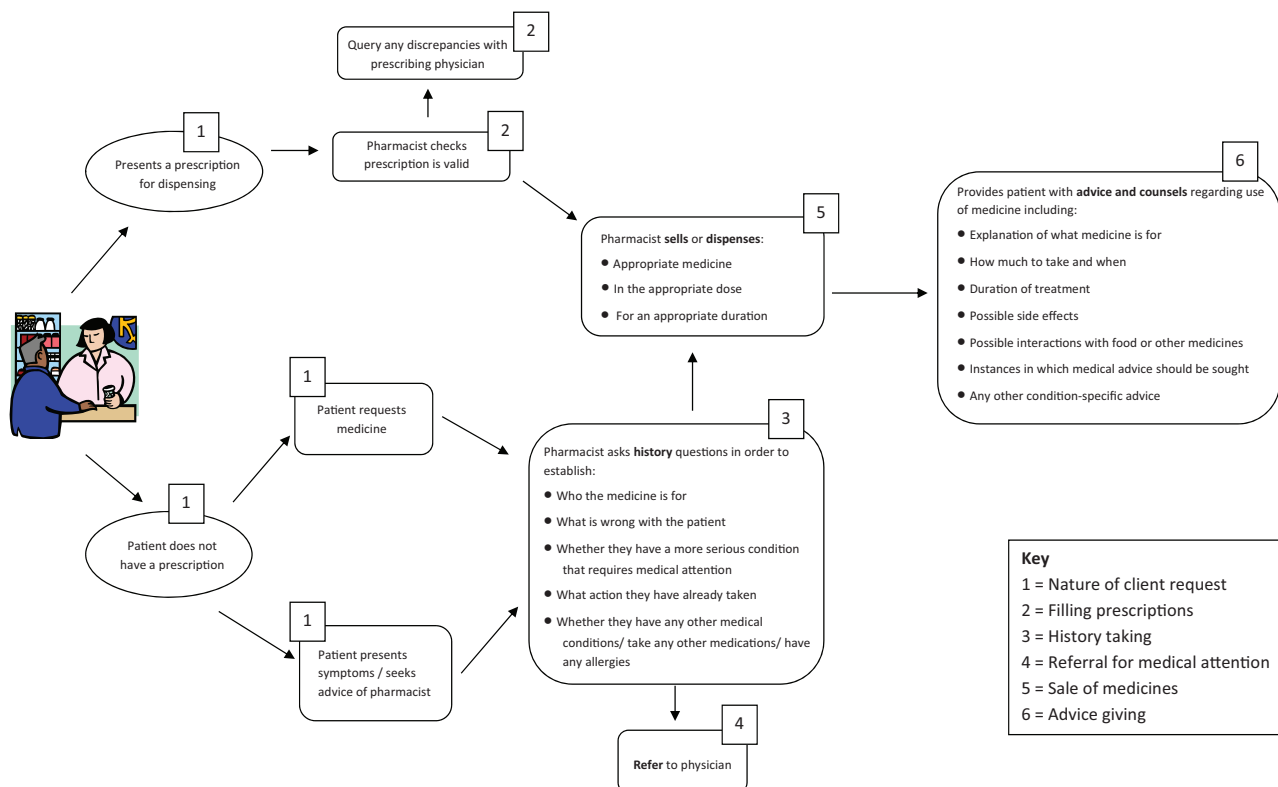 2
Query any discrepancies with
prescribing physician
1
Presents a prescription
for dispensing
2
Pharmacist checks
prescription is valid
5
Pharmacist sells or dispenses:
● Appropriate medicine
● In the appropriate dose
● For an appropriate duration
6
Provides patient with advice and counsels regarding use
of medicine including:
● Explanation of what medicine is for
● How much to take and when
● Duration of treatment
● Possible side effects
● Possible interactions with food or other medicines
● Instances in which medical advice should be sought
● Any other condition-specific advice
1
Patient requests
medicine
1
Patient does not
have a prescription
1
Patient presents
symptoms / seeks
advice of pharmacist
3
Pharmacist asks history questions in order to
establish:
● Who the medicine is for
● What is wrong with the patient
● Whether they have a more serious condition
that requires medical attention
● What action they have already taken
● Whether they have any other medical
conditions/ take any other medications/ have
any allergies
4
Refer to physician
Key
1 = Nature of client request
2 = Filling prescriptions
3 = History taking
4 = Referral for medical attention
5 = Sale of medicines
6 = Advice giving